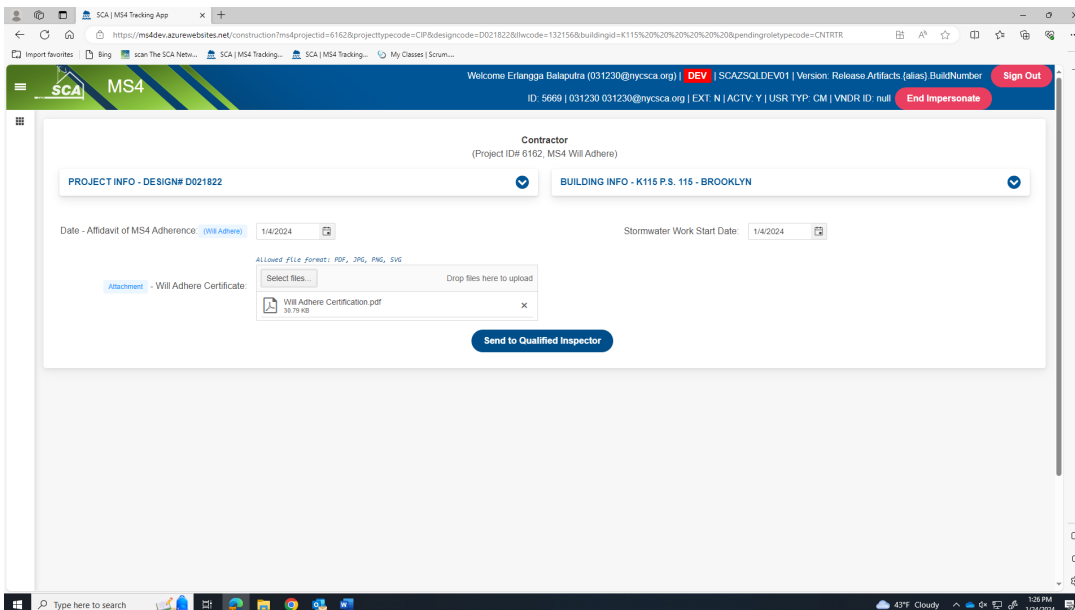 SCA | MS4 Tracking App
https://ms4dev.azurewebsites.net/construction?ms4projectid=6162&projecttypecode=CIP&designcode=D021822&llwcode=132156&buildingid=K115%20%20%20%20%20%20&pendingroletypecode=CNTRTR
Import favorites
Bing
scan The SCA Netw...
SCA | MS4 Tracking...
SCA | MS4 Tracking...
My Classes | Scrum....
SCA MS4
Welcome Erlangga Balaputra (031230@nycsca.org) | DEV | SCAZSQLDEV01 | Version: Release.Artifacts.{alias}.BuildNumber
Sign Out
ID: 5669 | 031230 031230@nycsca.org | EXT: N | ACTV: Y | USR TYP: CM | VNDR ID: null
End Impersonate
Contractor
(Project ID# 6162, MS4 Will Adhere)
PROJECT INFO - DESIGN# D021822
BUILDING INFO - K115 P.S. 115 - BROOKLYN
Date - Affidavit of MS4 Adherence: (Will Adhere) 1/4/2024
Stormwater Work Start Date: 1/4/2024
Allowed file format: PDF, JPG, PNG, SVG
Attachment - Will Adhere Certificate:
Select files...
Drop files here to upload
Will Adhere Certification.pdf
30.79 KB
Send to Qualified Inspector
Type here to search
43°F Cloudy
1:26 PM
1/24/2024